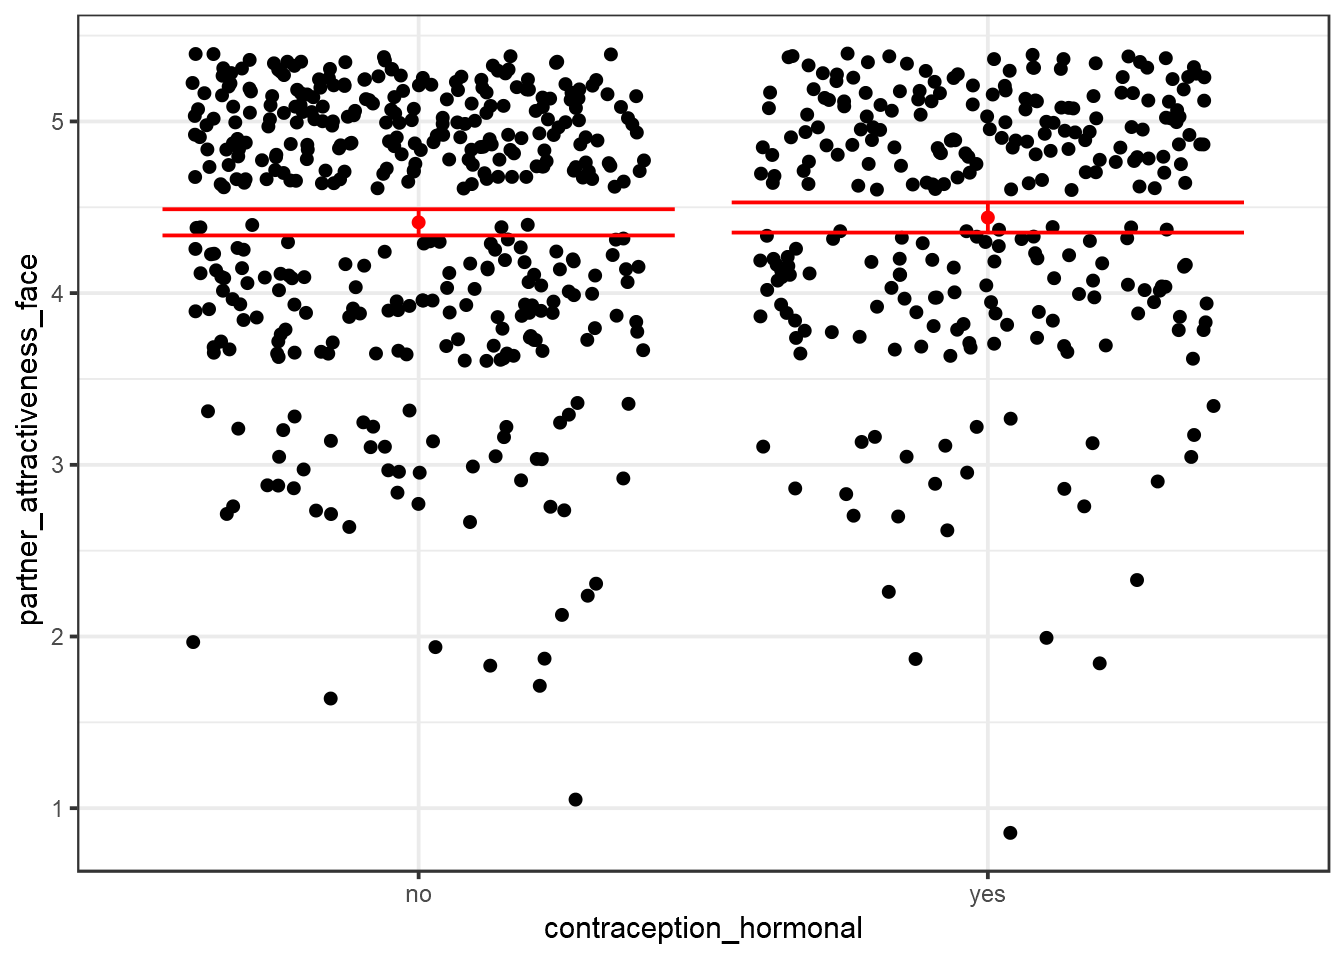 partner_attractiveness_face
5
4
3
2
1
no
yes
contraception_hormonal